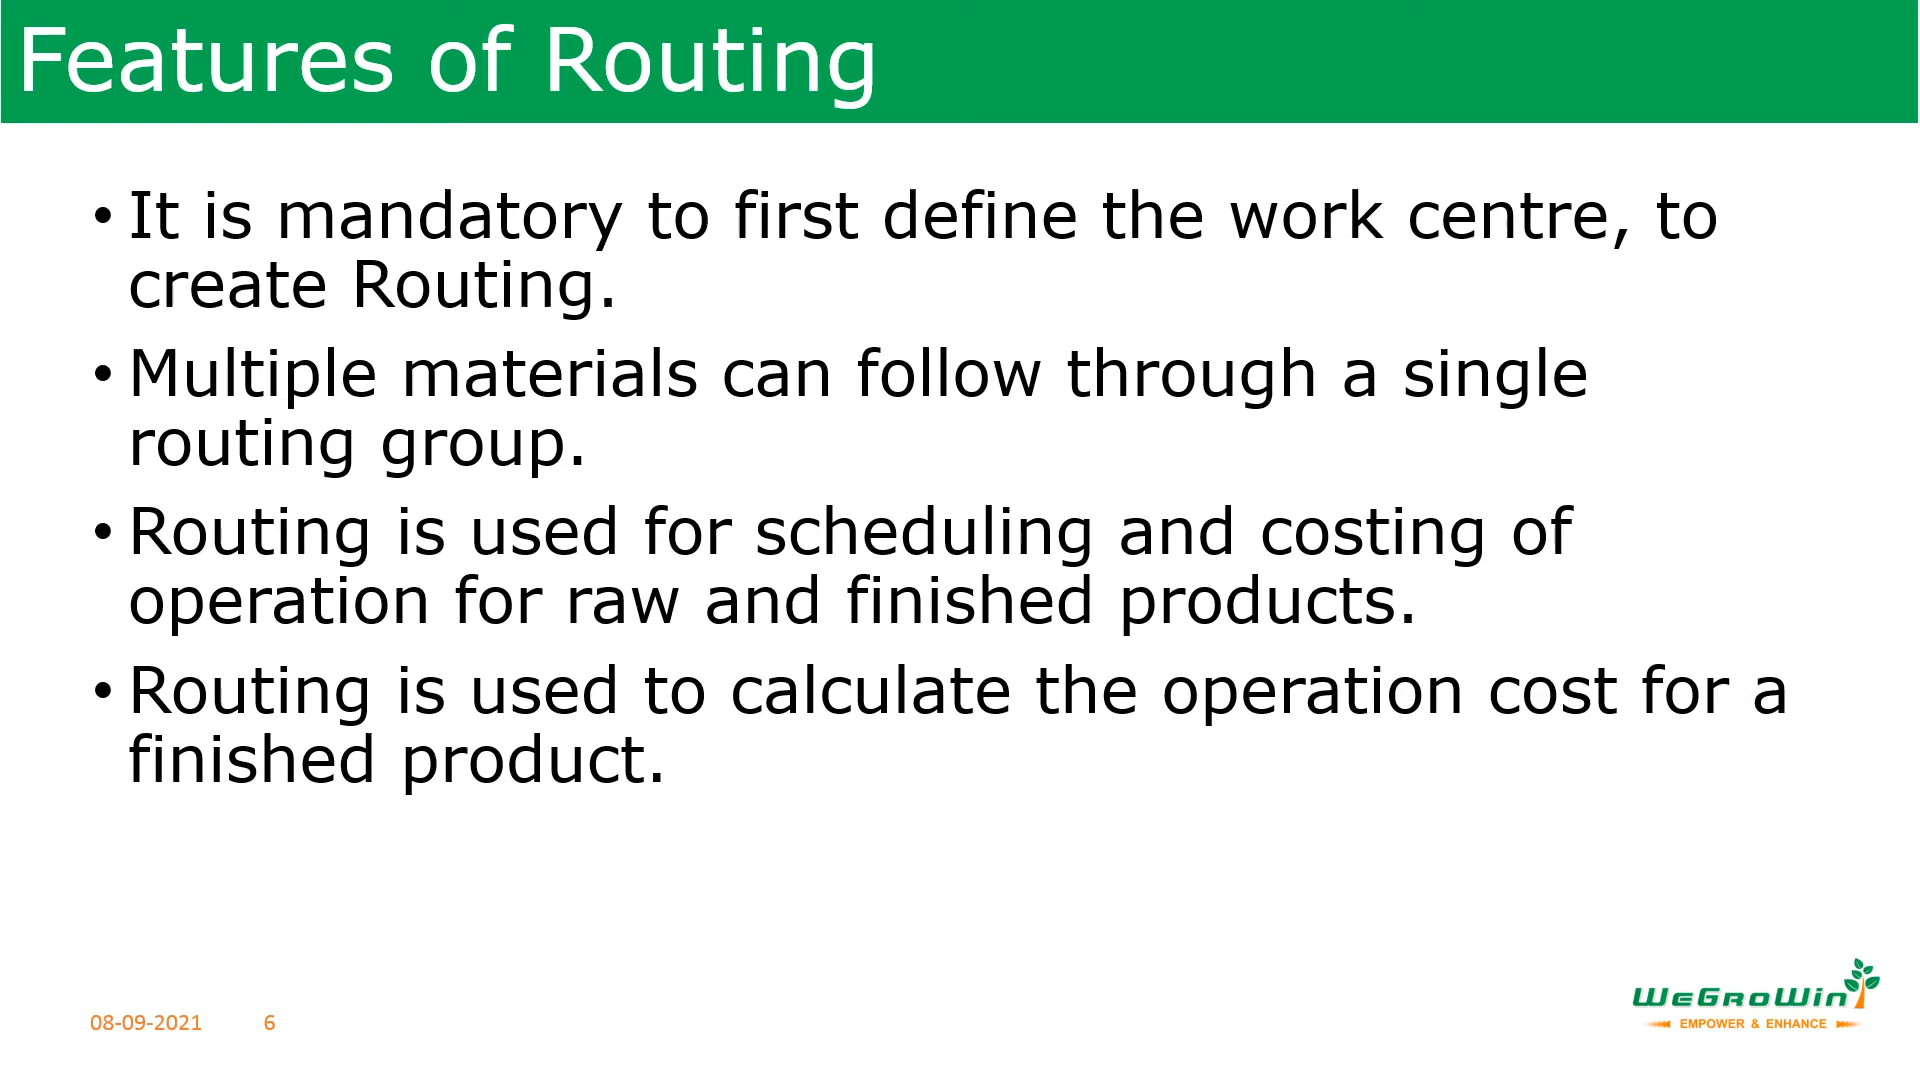 Features of Routing
• It is mandatory to first define the work centre, to
create Routing.
• Multiple materials can follow through a single
routing group.
• Routing is used for scheduling and costing of
operation for raw and finished products.
• Routing is used to calculate the operation cost for a
finished product.
08-09-2021 6
WeGroWin
EMPOWER & ENHANCE